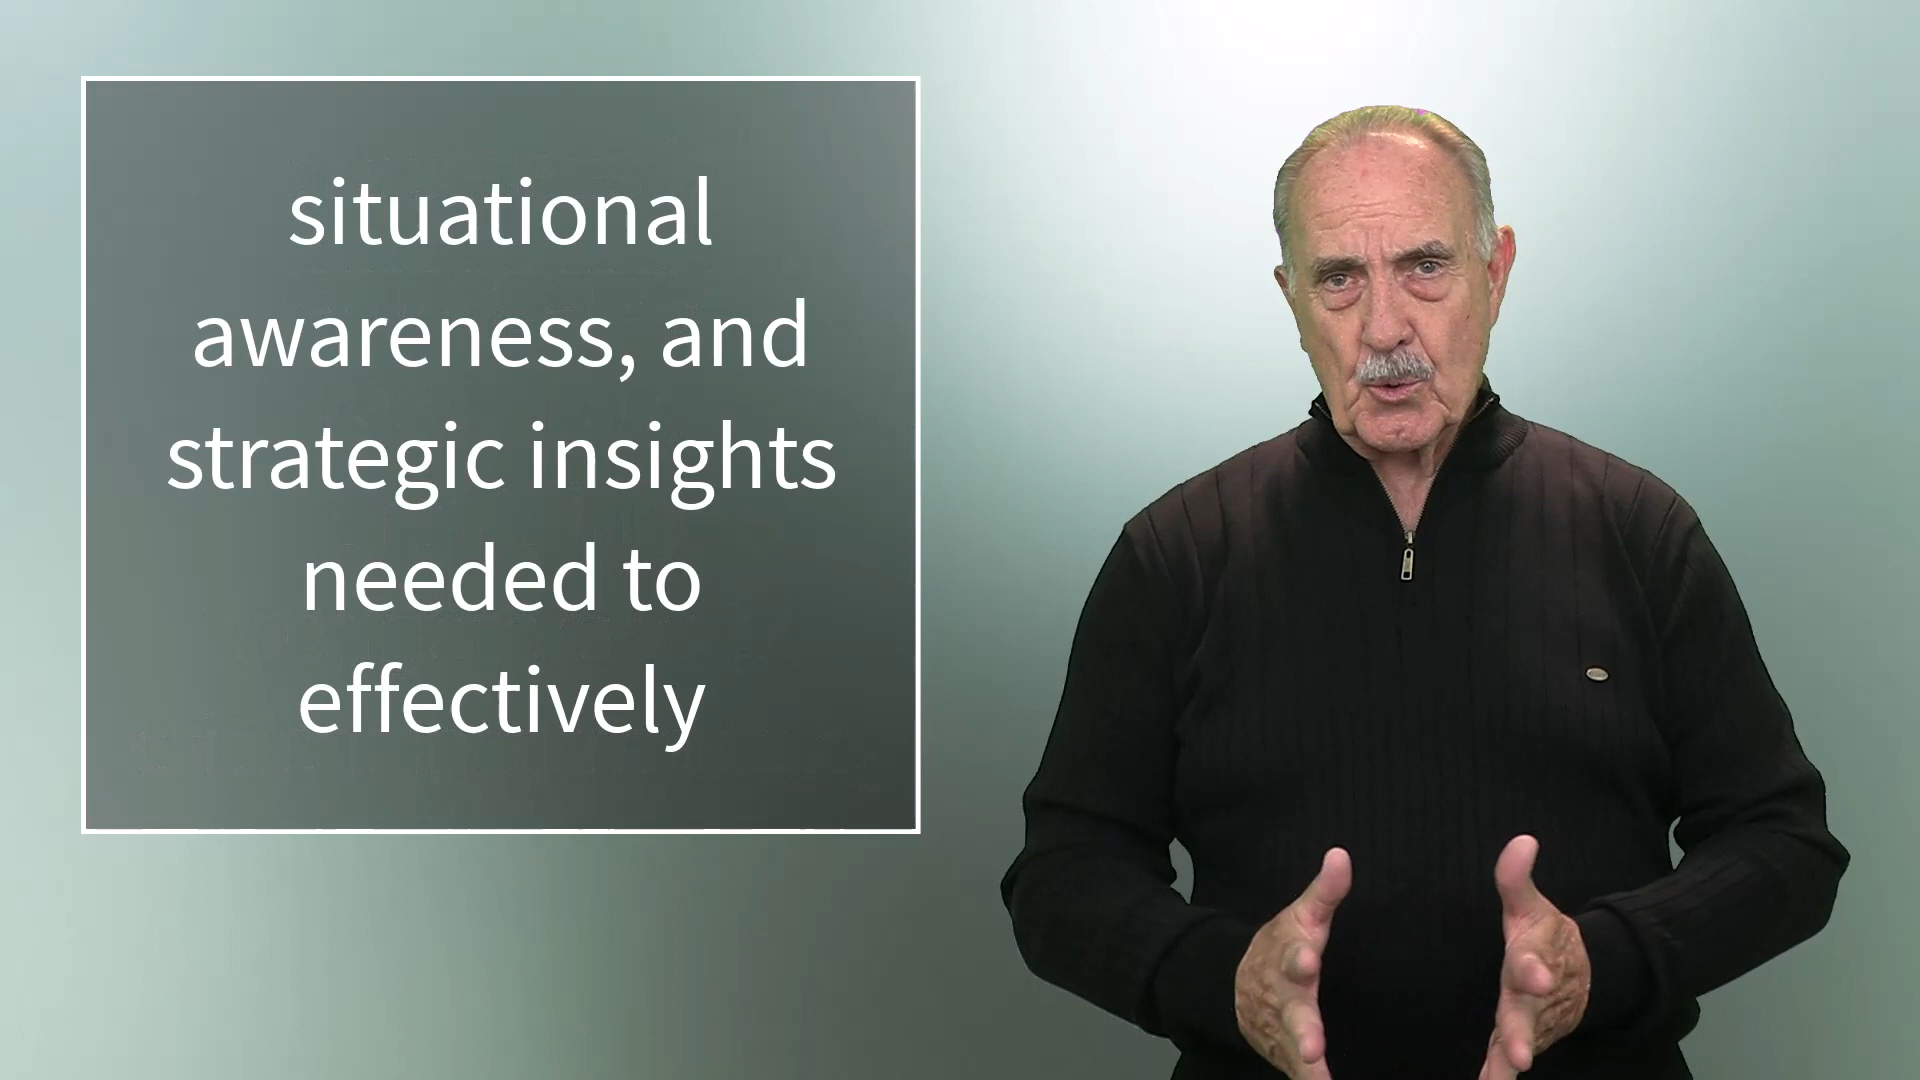 situational
awareness, and
strategic insights
needed to
effectively